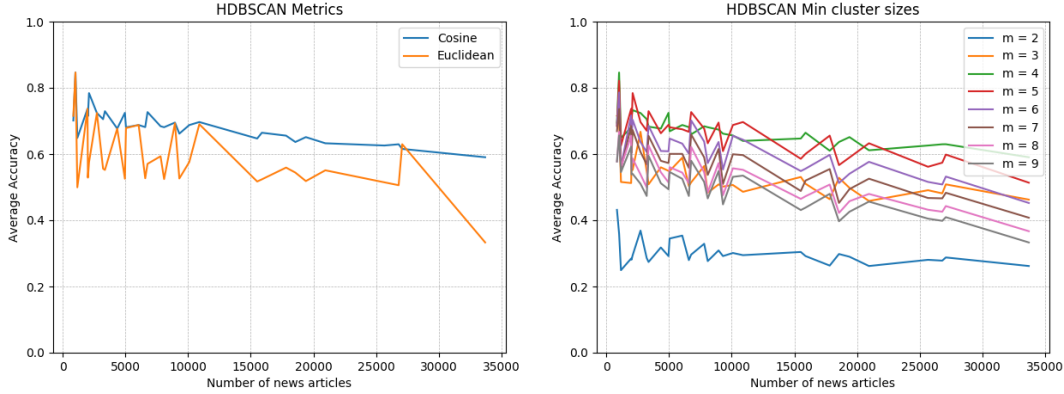 HDBSCAN Metrics
1.0
0.8
0.6
0.4
0.2
0.0
Average Accuracy
0 5000 10000 15000 20000 25000 30000 35000
Number of news articles
Cosine
Euclidean
HDBSCAN Min cluster sizes
1.0
0.8
0.6
0.4
0.2
0.0
Average Accuracy
0 5000 10000 15000 20000 25000 30000 35000
Number of news articles
m = 2
m = 3
m = 4
m = 5
m = 6
m = 7
m = 8
m = 9